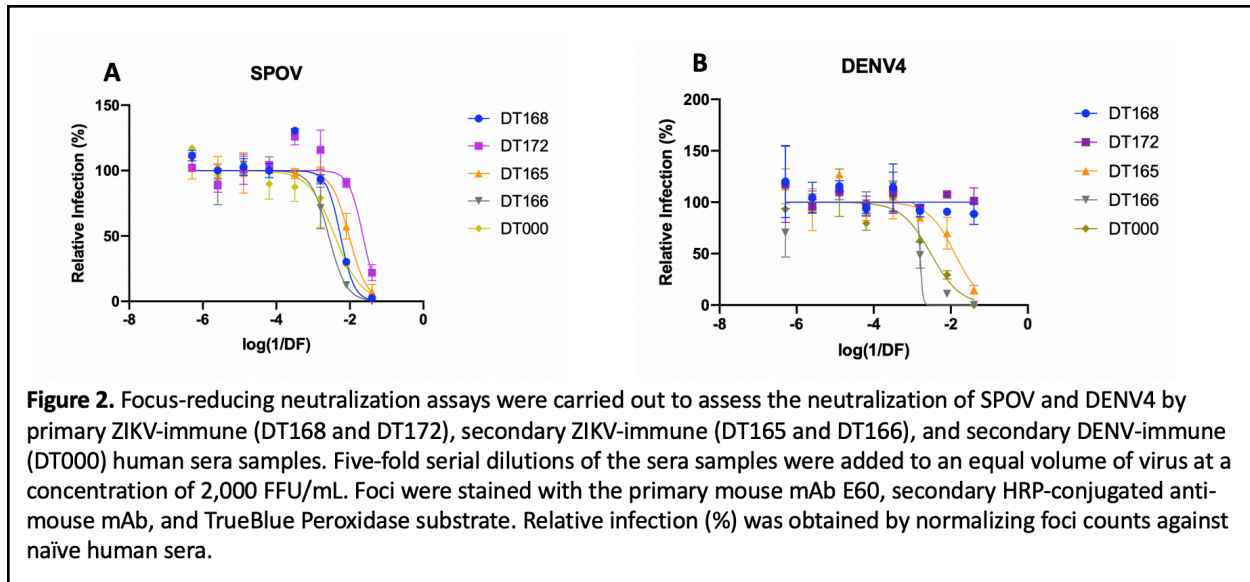 A
SPOV
150
100
50
0
Relative Infection (%)
-8 -6 -4 -2 0
log(1/DF)
DT168
DT172
DT165
DT166
DT000
B
DENV4
200
150
100
50
0
Relative Infection (%)
-8 -6 -4 -2 0
log(1/DF)
DT168
DT172
DT165
DT166
DT000
Figure 2. Focus-reducing neutralization assays were carried out to assess the neutralization of SPOV and DENV4 by
primary ZIKV-immune (DT168 and DT172), secondary ZIKV-immune (DT165 and DT166), and secondary DENV-immune
(DT000) human sera samples. Five-fold serial dilutions of the sera samples were added to an equal volume of virus at a
concentration of 2,000 FFU/mL. Foci were stained with the primary mouse mAb E60, secondary HRP-conjugated anti-
mouse mAb, and TrueBlue Peroxidase substrate. Relative infection (%) was obtained by normalizing foci counts against
naïve human sera.